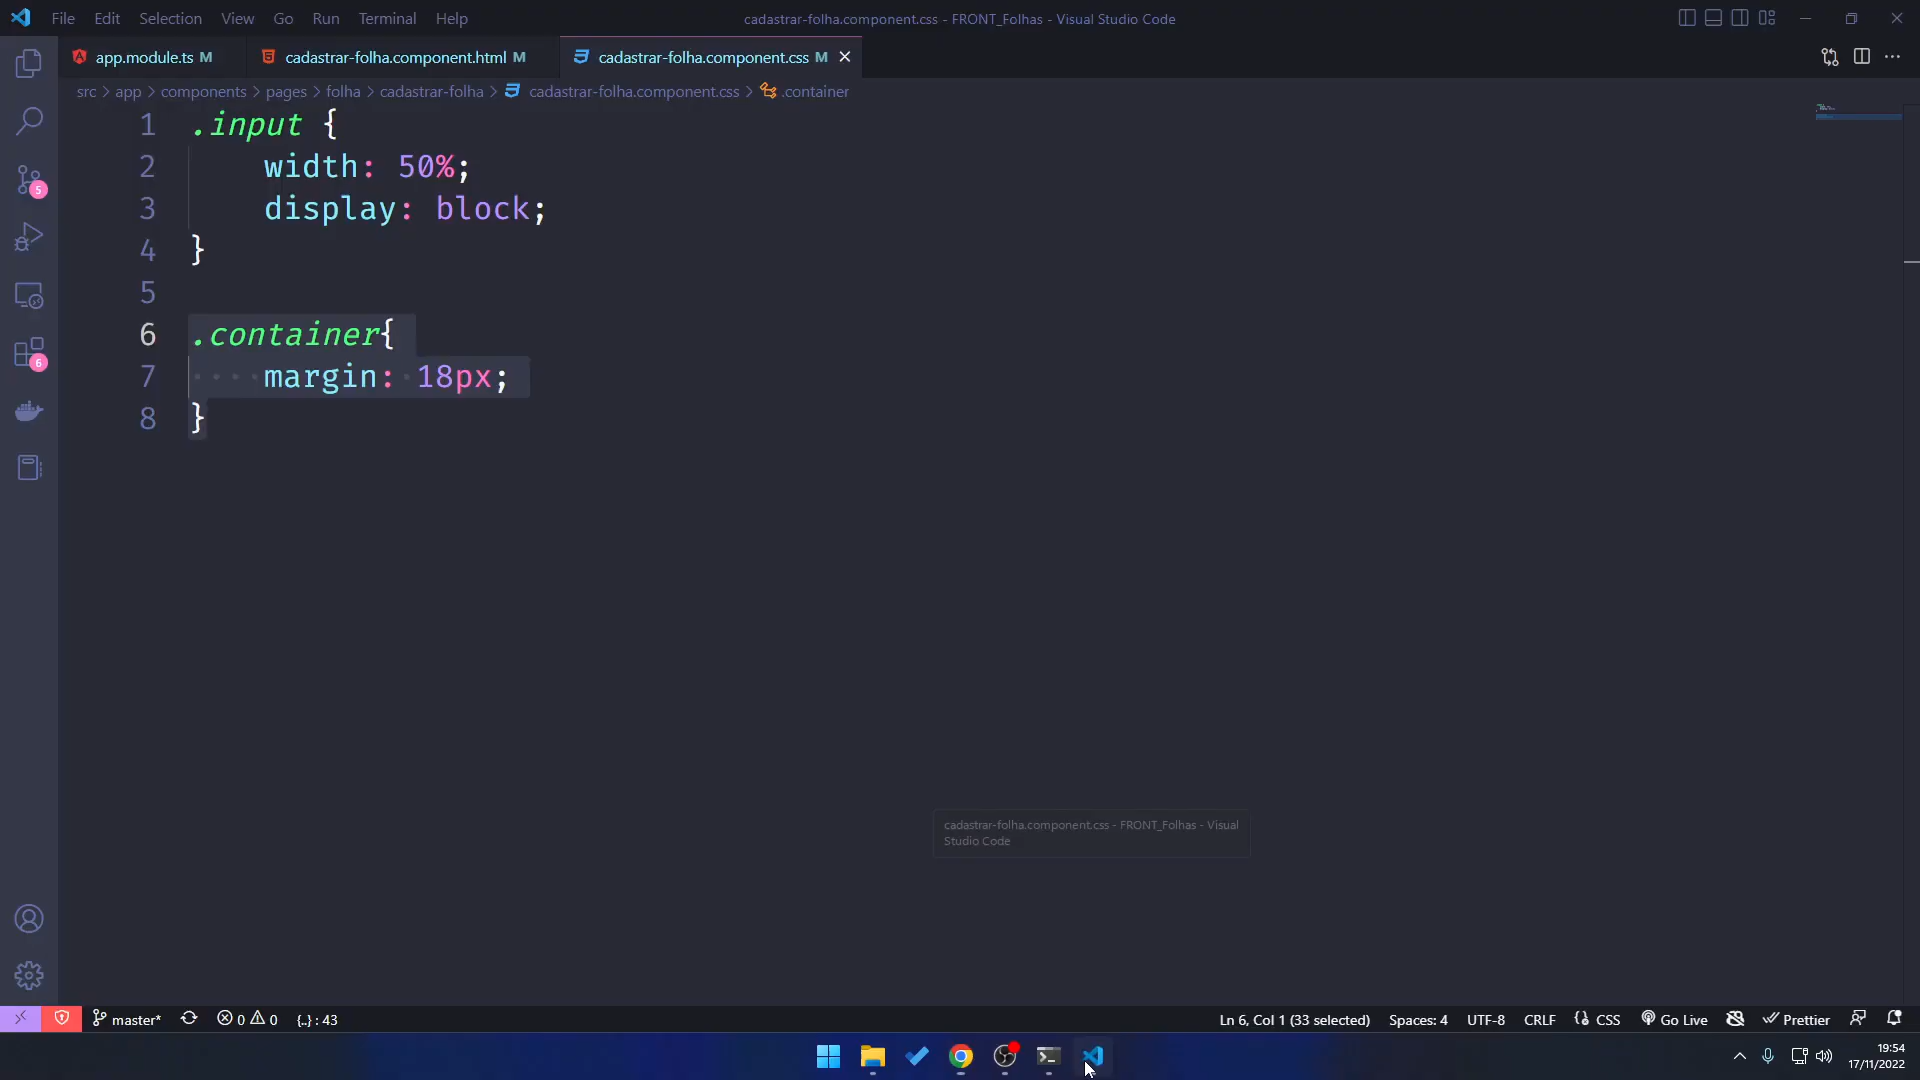 File Edit Selection View Go Run Terminal Help
cadastrar-folha.component.css - FRONT_Folhas - Visual Studio Code
app.module.ts M
cadastrar-folha.component.html M
cadastrar-folha.component.css M
src > app > components > pages > folha > cadastrar-folha > cadastrar-folha.component.css > .container
1 .input {
2 width: 50%;
3 display: block;
4 }
5
6 .container{
7 ···· margin: ·18px;
8 }
5
6
cadastrar-folha.component.css - FRONT_Folhas - Visual
Studio Code
master* 0 0 {..} : 43
Ln 6, Col 1 (33 selected) Spaces: 4 UTF-8 CRLF CSS Go Live Prettier
19:54
17/11/2022